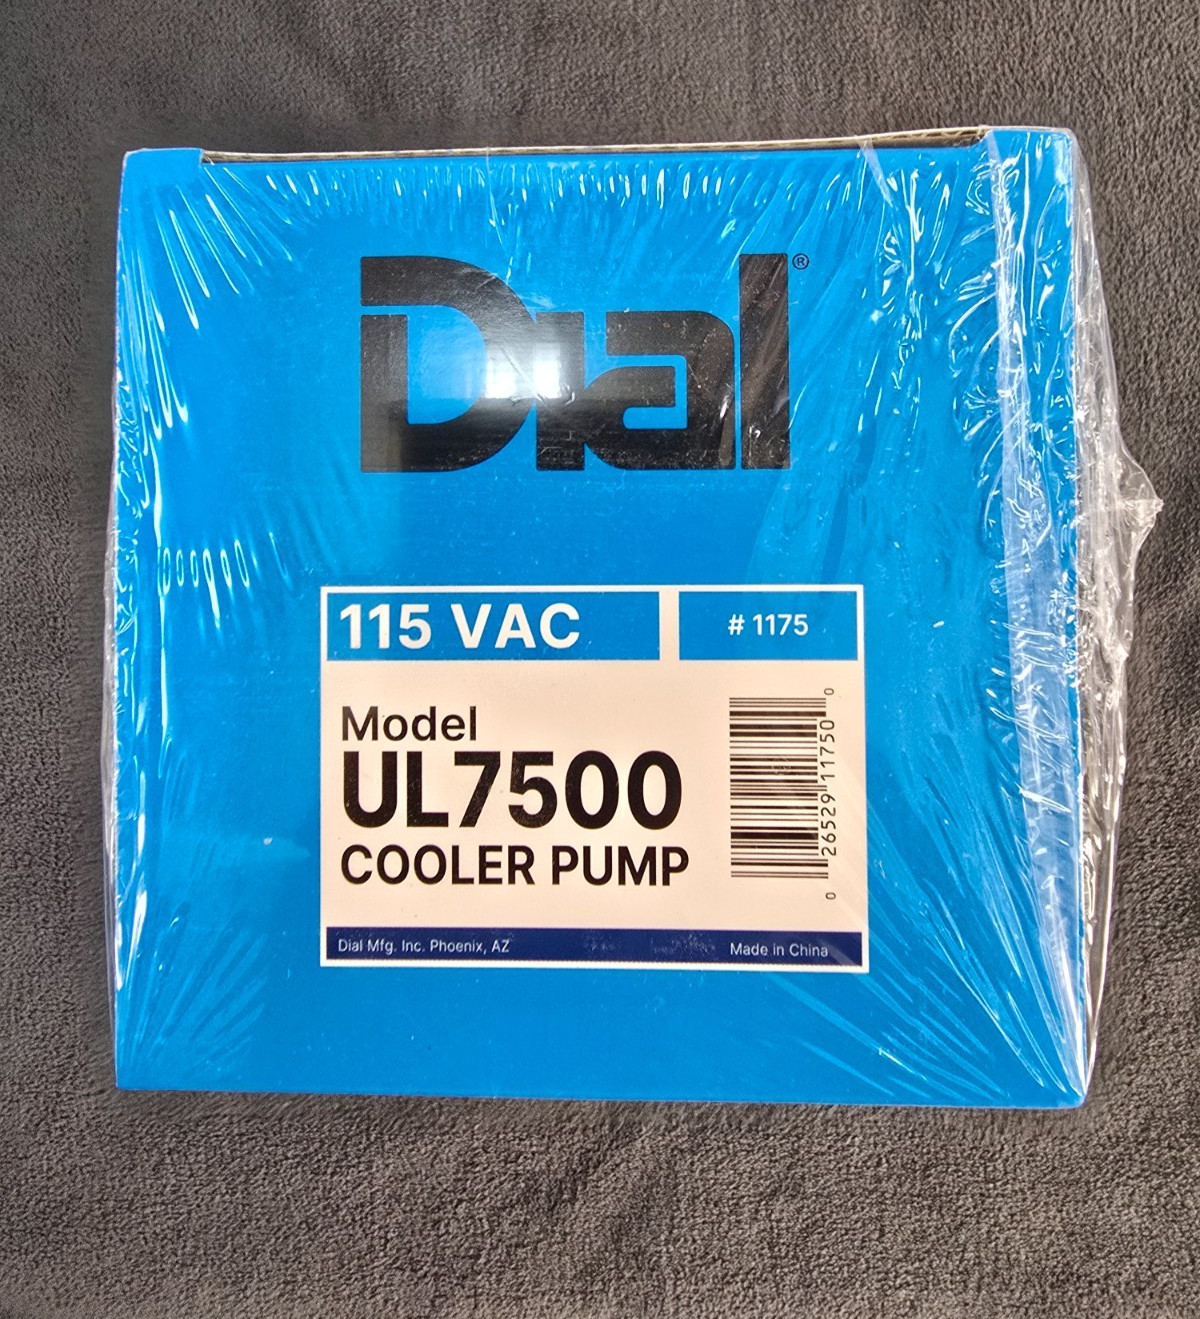 Dial®
115 VAC
# 1175
Model
UL7500
COOLER PUMP
0 26529 11750 0
Dial Mfg. Inc. Phoenix, AZ
Made in China